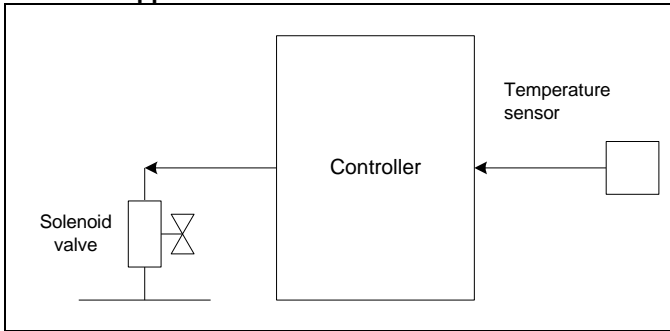 Temperature
sensor
Controller
Solenoid
valve